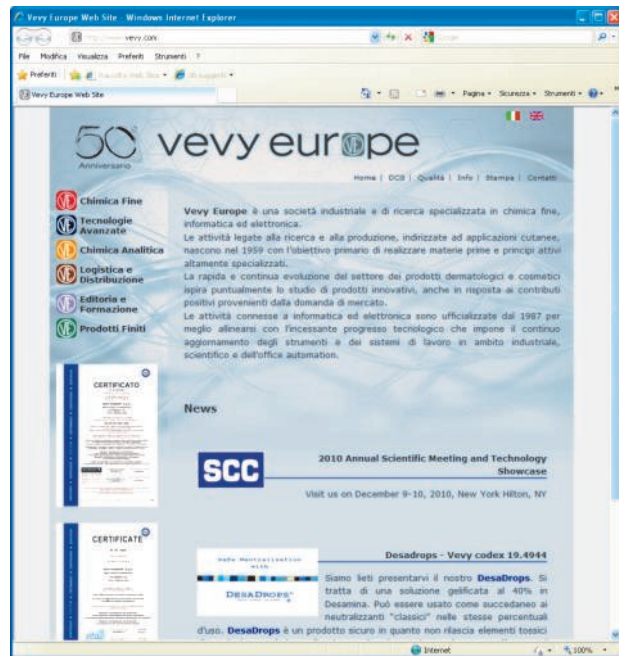 Vevy Europe Web Site - Windows Internet Explorer
vevy.com
File Modifica Visualizza Preferiti Strumenti ?
Preferiti
Vevy Europe Web Site
Pagina Sicurezza Strumenti
50 Anniversario
vevy europe
Home | DCB | Qualità | Info | Stampa | Contatti
Chimica Fine
Tecnologie
Avanzate
Chimica Analitica
Logistica e
Distribuzione
Editoria e
Formazione
Prodotti Finiti
Vevy Europe è una società industriale e di ricerca specializzata in chimica fine,
informatica ed elettronica.
Le attività legate alla ricerca e alla produzione, indirizzate ad applicazioni cutanee,
nascono nel 1959 con l'obiettivo primario di realizzare materie prime e principi attivi
altamente specializzati.
La rapida e continua evoluzione del settore dei prodotti dermatologici e cosmetici
ispira puntualmente lo studio di prodotti innovativi, anche in risposta ai contributi
positivi provenienti dalla domanda di mercato.
Le attività connesse a informatica ed elettronica sono ufficializzate dal 1987 per
meglio allinearsi con l'incessante progresso tecnologico che impone il continuo
aggiornamento degli strumenti e dei sistemi di lavoro in ambito industriale,
scientifico e dell'office automation.
CERTIFICATO
News
SCC
2010 Annual Scientific Meeting and Technology
Showcase
Visit us on December 9-10, 2010, New York Hilton, NY
CERTIFICATE
Safe Neutralization
with
DESADROPS
Desadrops - Vevy codex 19.4944
Siamo lieti presentarvi il nostro DesaDrops. Si
tratta di una soluzione gelificata al 40% in
Desamina. Può essere usato come succedaneo ai
neutralizzanti "classici" nelle stesse percentuali
d'uso. DesaDrops è un prodotto sicuro in quanto non rilascia elementi tossici
Internet
100%